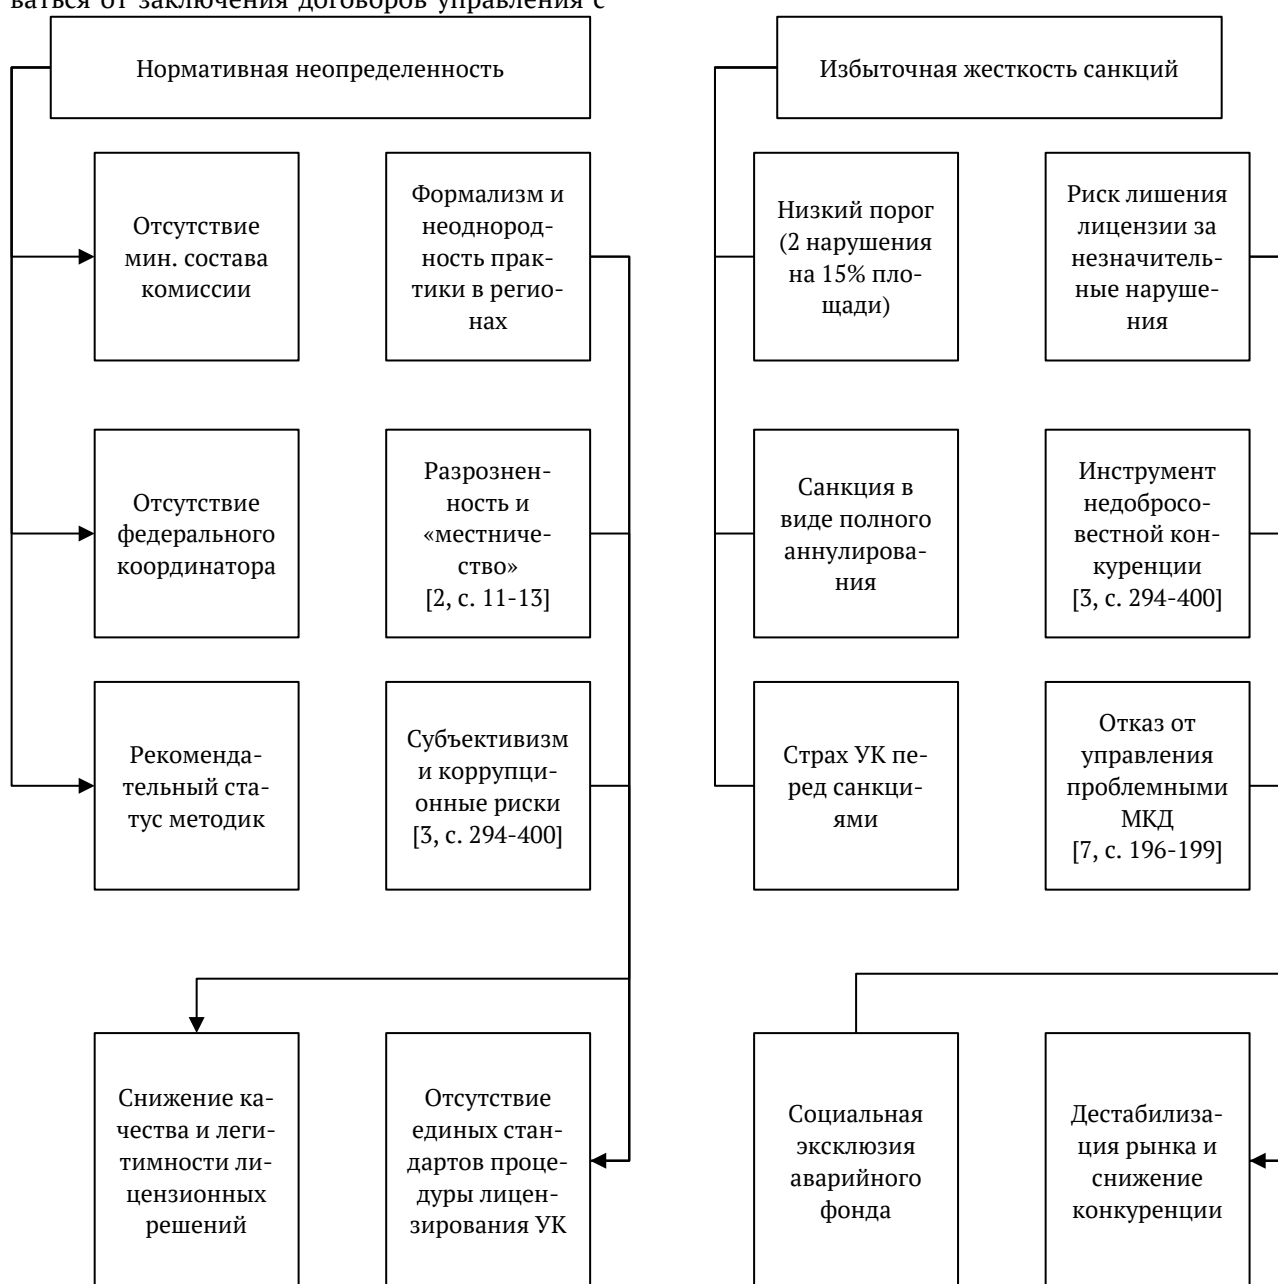 ваться от заключения договоров управления с
Нормативная неопределенность
Избыточная жесткость санкций
Отсутствие
мин. состава
комиссии
Формализм и
неоднород-
ность прак-
тики в регио-
нах
Низкий порог
(2 нарушения
на 15% пло-
щади)
Риск лишения
лицензии за
незначитель-
ные наруше-
ния
Отсутствие
федерального
координатора
Разрознен-
ность и
«местниче-
ство»
[2, с. 11-13]
Санкция в
виде полного
аннулирова-
ния
Инструмент
недобросо-
вестной кон-
куренции
[3, с. 294-400]
Рекоменда-
тельный ста-
тус методик
Субъективизм
и коррупци-
онные риски
[3, с. 294-400]
Страх УК пе-
ред санкци-
ями
Отказ от
управления
проблемными
МКД
[7, с. 196-199]
Снижение ка-
чества и леги-
тимности ли-
цензионных
решений
Отсутствие
единых стан-
дартов проце-
дуры лицен-
зирования УК
Социальная
эксклюзия
аварийного
фонда
Дестабилиза-
ция рынка и
снижение
конкуренции